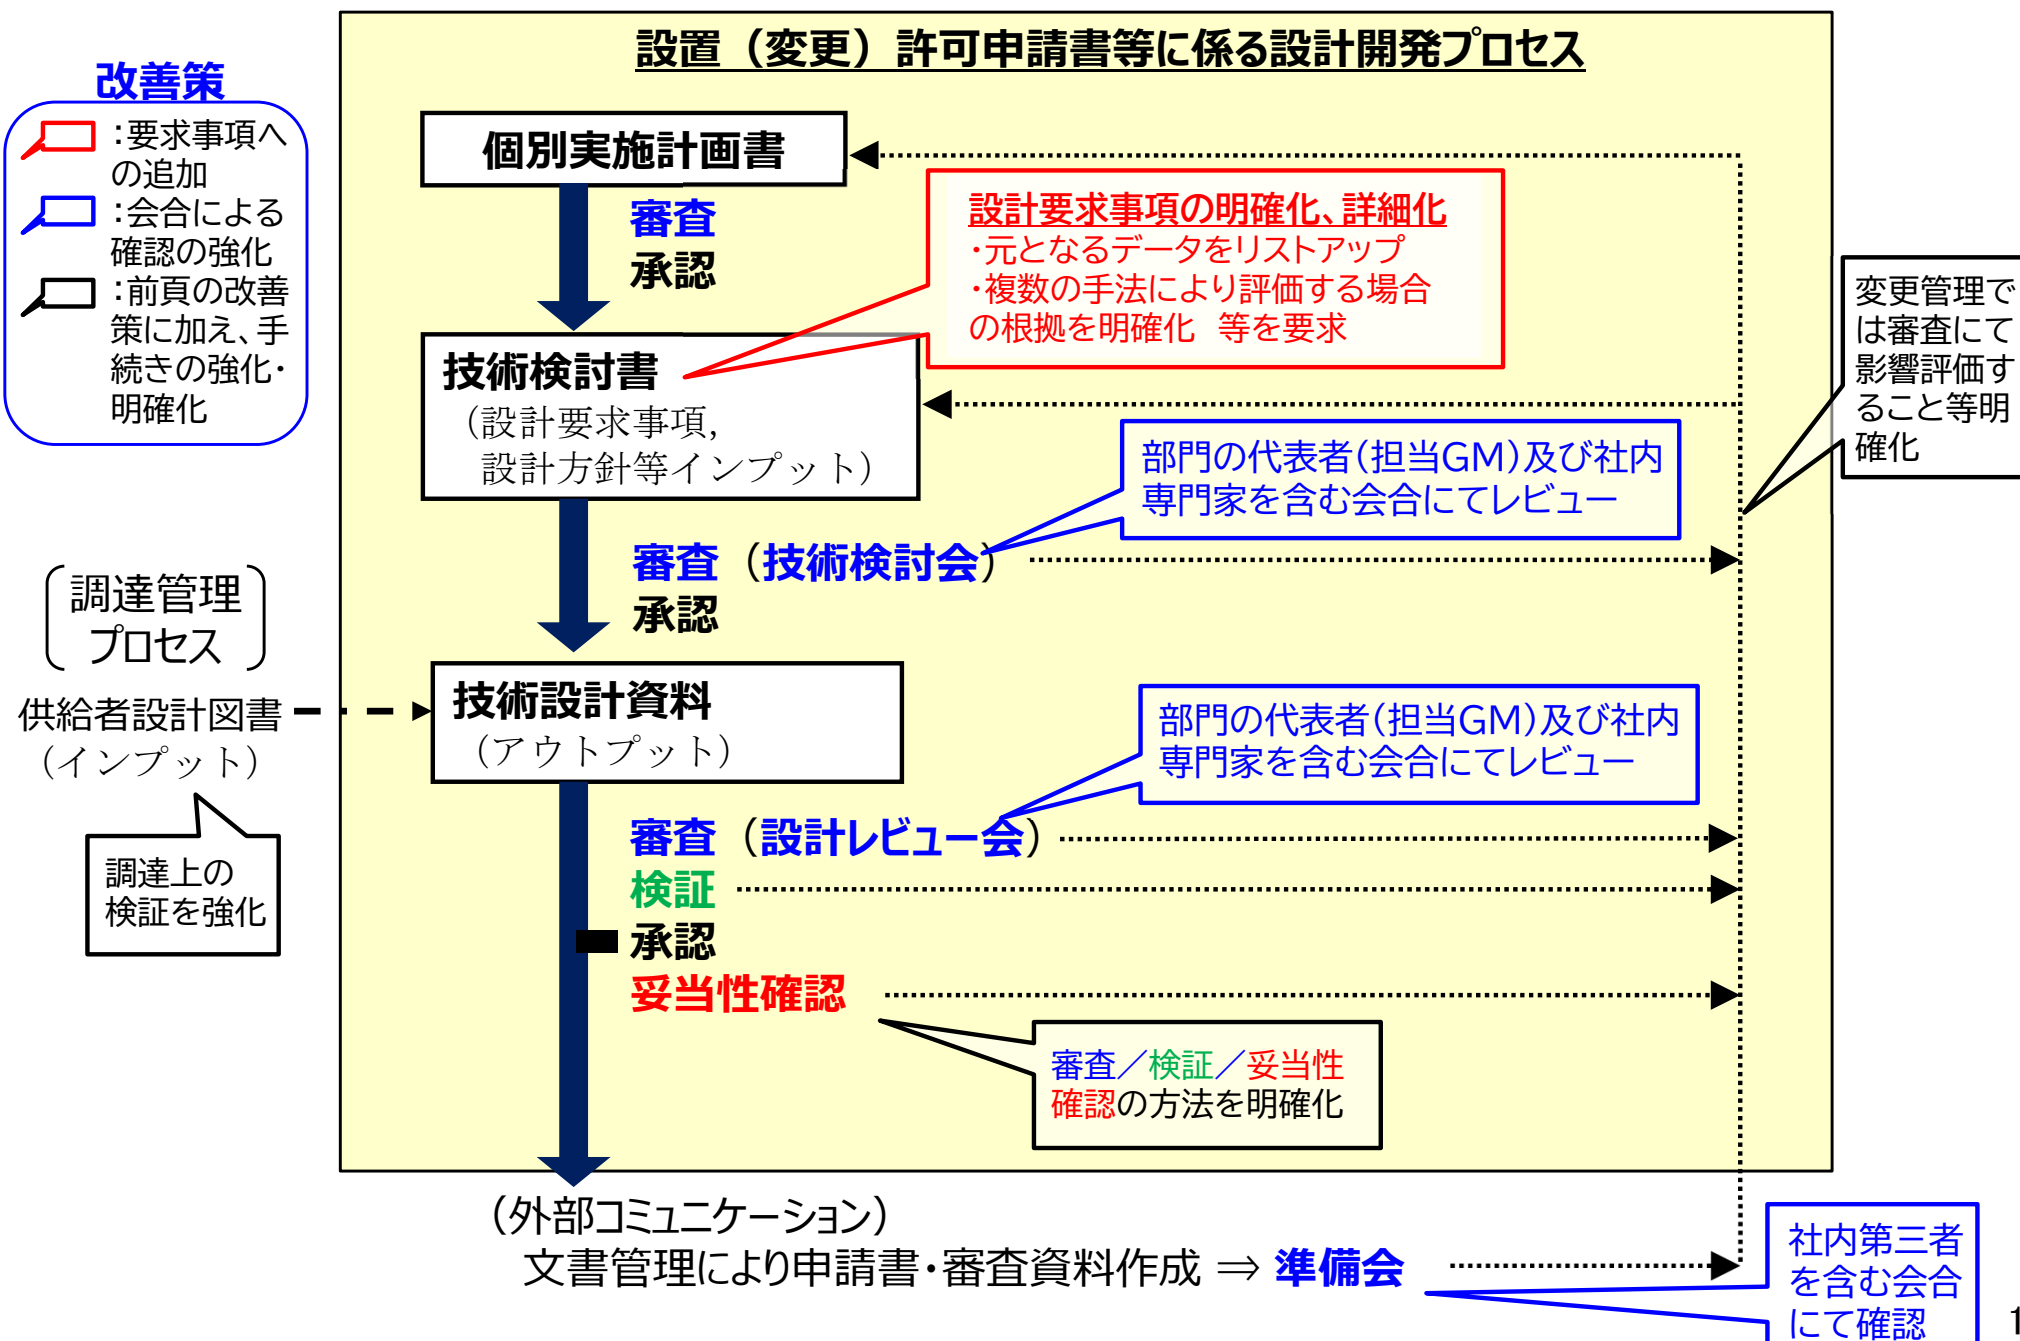 設置（変更）許可申請書等に係る設計開発プロセス
改善策
：要求事項へ
の追加
：会合による
確認の強化
：前頁の改善
策に加え、手
続きの強化・
明確化
個別実施計画書
審査
承認
設計要求事項の明確化、詳細化
・元となるデータをリストアップ
・複数の手法により評価する場合
の根拠を明確化　等を要求
変更管理で
は審査にて
影響評価す
ること等明
確化
技術検討書
（設計要求事項,
設計方針等インプット）
部門の代表者（担当GM）及び社内
専門家を含む会合にてレビュー
審査（技術検討会）
承認
調達管理
プロセス
供給者設計図書
（インプット）
調達上の
検証を強化
技術設計資料
（アウトプット）
部門の代表者（担当GM）及び社内
専門家を含む会合にてレビュー
審査（設計レビュー会）
検証
承認
妥当性確認
審査／検証／妥当性
確認の方法を明確化
（外部コミュニケーション）
文書管理により申請書・審査資料作成 ⇒ 準備会
社内第三者
を含む会合
にて確認